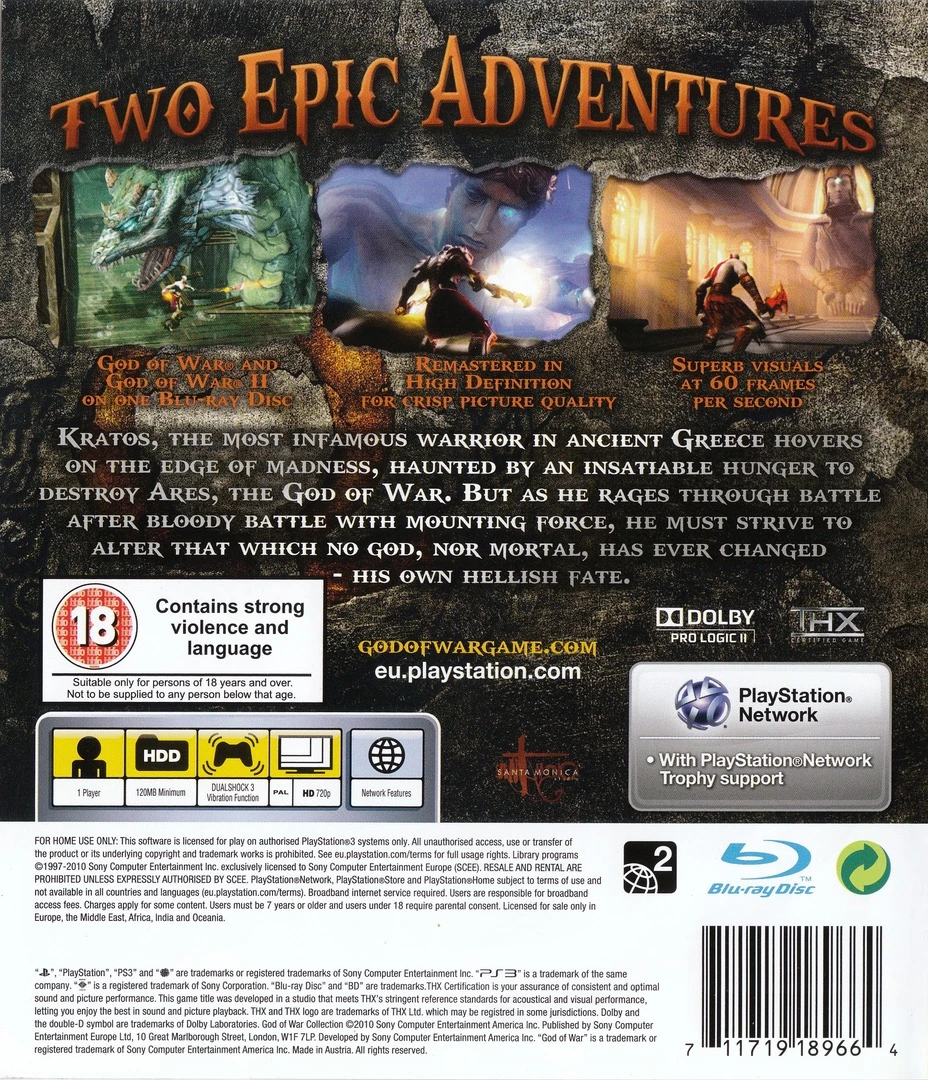 TWO EPIC ADVENTURES
GOD OF WAR® AND
GOD OF WAR® II
ON ONE BLU-RAY DISC
REMASTERED IN
HIGH DEFINITION
FOR CRISP PICTURE QUALITY
SUPERB VISUALS
AT 60 FRAMES
PER SECOND
KRATOS, THE MOST INFAMOUS WARRIOR IN ANCIENT GREECE HOVERS
ON THE EDGE OF MADNESS, HAUNTED BY AN INSATIABLE HUNGER TO
DESTROY ARES, THE GOD OF WAR. BUT AS HE RAGES THROUGH BATTLE
AFTER BLOODY BATTLE WITH MOUNTING FORCE, HE MUST STRIVE TO
ALTER THAT WHICH NO GOD, NOR MORTAL, HAS EVER CHANGED
- HIS OWN HELLISH FATE.
18
Contains strong
violence and
language
Suitable only for persons of 18 years and over.
Not to be supplied to any person below that age.
GODOFWARGAME.COM
eu.playstation.com
DOLBY
PRO LOGIC II
THX
CERTIFIED GAME
PlayStation®
Network
• With PlayStation®Network
Trophy support
HDD
1 Player
120MB Minimum
DUALSHOCK 3
Vibration Function
PAL
HD 720p
Network Features
SANTA MONICA
STUDIO
FOR HOME USE ONLY: This software is licensed for play on authorised PlayStation®3 systems only. All unauthorised access, use or transfer of
the product or its underlying copyright and trademark works is prohibited. See eu.playstation.com/terms for full usage rights. Library programs
©1997-2010 Sony Computer Entertainment Inc. exclusively licensed to Sony Computer Entertainment Europe (SCEE). RESALE AND RENTAL ARE
PROHIBITED UNLESS EXPRESSLY AUTHORISED BY SCEE. PlayStation®Network, PlayStation®Store and PlayStation®Home subject to terms of use and
not available in all countries and languages (eu.playstation.com/terms). Broadband internet service required. Users are responsible for broadband
access fees. Charges apply for some content. Users must be 7 years or older and users under 18 require parental consent. Licensed for sale only in
Europe, the Middle East, Africa, India and Oceania.
2
Blu-ray Disc™
"", "PlayStation", "PS3" and "" are trademarks or registered trademarks of Sony Computer Entertainment Inc. "PS3" is a trademark of the same
company. "" is a registered trademark of Sony Corporation. "Blu-ray Disc" and "BD" are trademarks.THX Certification is your assurance of consistent and optimal
sound and picture performance. This game title was developed in a studio that meets THX's stringent reference standards for acoustical and visual performance,
letting you enjoy the best in sound and picture playback. THX and THX logo are trademarks of THX Ltd. which may be registered in some jurisdictions. Dolby and
the double-D symbol are trademarks of Dolby Laboratories. God of War Collection ©2010 Sony Computer Entertainment America Inc. Published by Sony Computer
Entertainment Europe Ltd, 10 Great Marlborough Street, London, W1F 7LP. Developed by Sony Computer Entertainment America Inc. "God of War" is a trademark or
registered trademark of Sony Computer Entertainment America Inc. Made in Austria. All rights reserved.
7 11719 18966 4